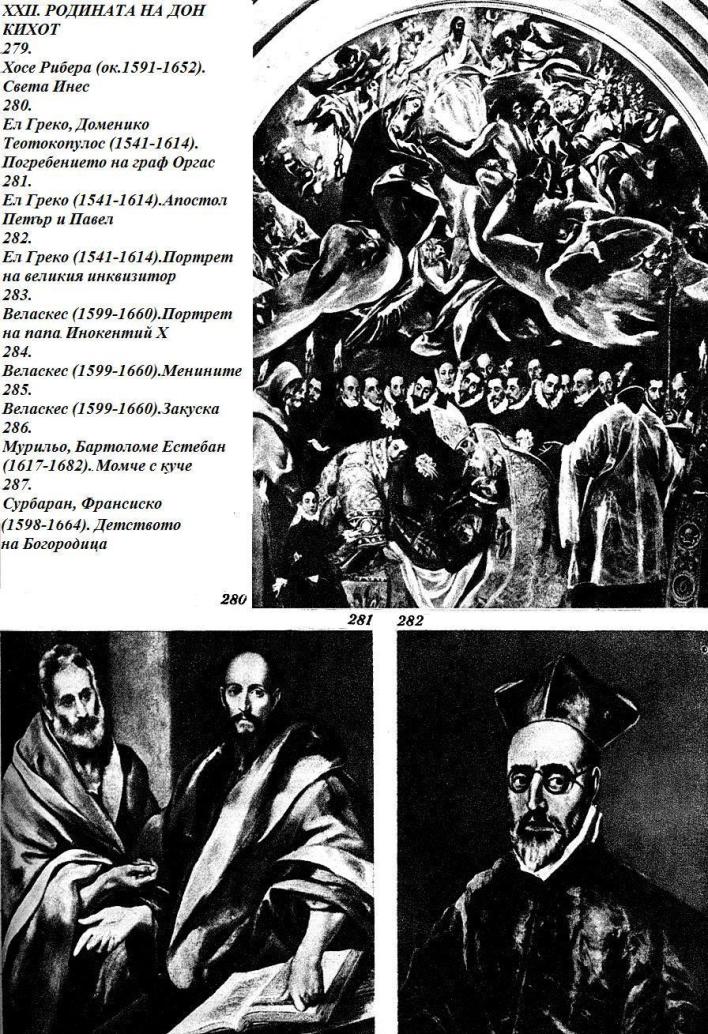 XXII. РОДИНАТА НА ДОН
КИХОТ
279.
Хосе Рибера (ок.1591-1652).
Света Инес
280.
Ел Греко, Доменико
Теотокопулос (1541-1614).
Погребението на граф Оргас
281.
Ел Греко (1541-1614).Апостол
Петър и Павел
282.
Ел Греко (1541-1614).Портрет
на великия инквизитор
283.
Веласкес (1599-1660).Портрет
на папа Инокентий X
284.
Веласкес (1599-1660).Менините
285.
Веласкес (1599-1660).Закуска
286.
Мурильо, Бартоломе Естебан
(1617-1682). Момче с куче
287.
Сурбаран, Франсиско
(1598-1664). Детството
на Богородица
280
281 282